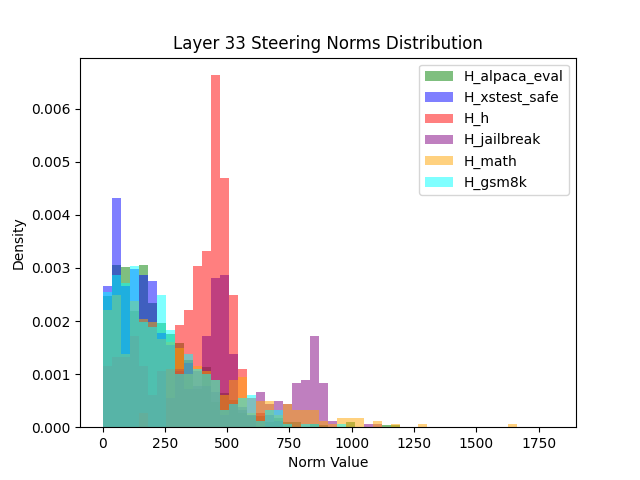 Layer 33 Steering Norms Distribution
H_alpaca_eval
H_xstest_safe
H_h
H_jailbreak
H_math
H_gsm8k
0.006
0.005
0.004
0.003
0.002
0.001
0.000
Density
0 250 500 750 1000 1250 1500 1750
Norm Value